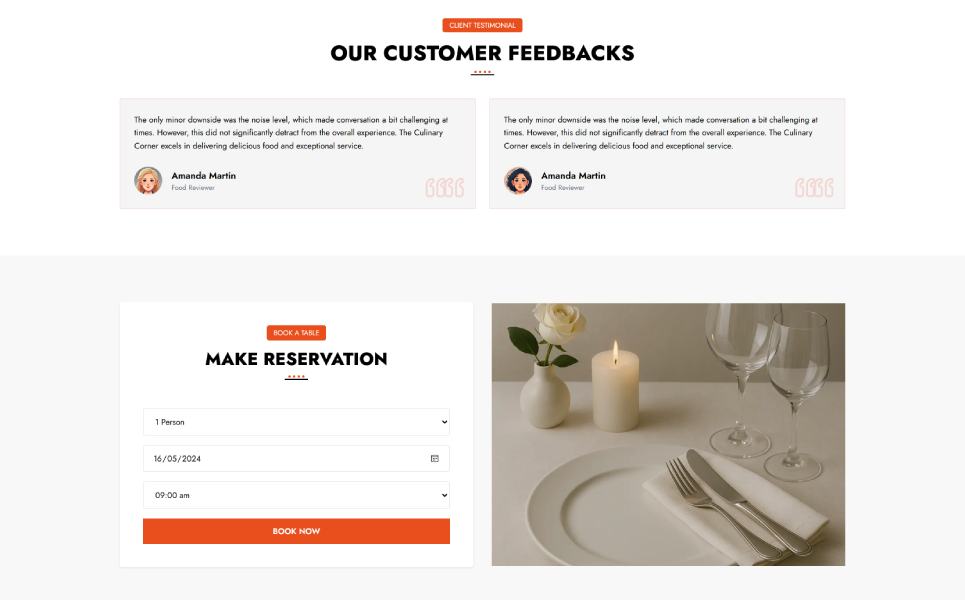 CLIENT TESTIMONIAL
OUR CUSTOMER FEEDBACKS
The only minor downside was the noise level, which made conversation a bit challenging at
times. However, this did not significantly detract from the overall experience. The Culinary
Corner excels in delivering delicious food and exceptional service.
Amanda Martin
Food Reviewer
The only minor downside was the noise level, which made conversation a bit challenging at
times. However, this did not significantly detract from the overall experience. The Culinary
Corner excels in delivering delicious food and exceptional service.
Amanda Martin
Food Reviewer
BOOK A TABLE
MAKE RESERVATION
1 Person
16/05/2024
09:00 am
BOOK NOW